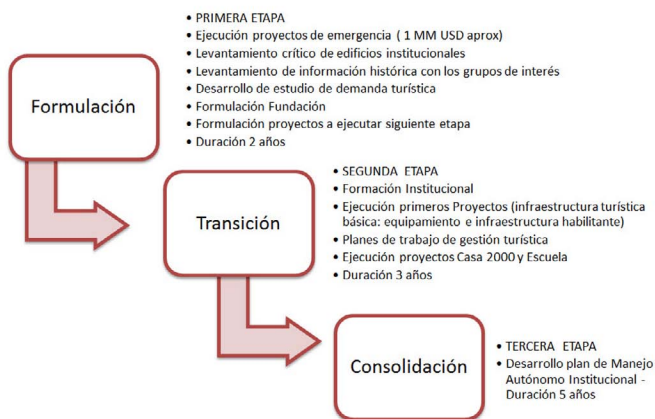 • PRIMERA ETAPA
• Ejecución proyectos de emergencia ( 1 MM USD aprox)
• Levantamiento crítico de edificios institucionales
• Levantamiento de información histórica con los grupos de interés
• Desarrollo de estudio de demanda turística
• Formulación Fundación
• Formulación proyectos a ejecutar siguiente etapa
• Duración 2 años
Formulación
• SEGUNDA ETAPA
• Formación Institucional
• Ejecución primeros Proyectos (infraestructura turística
básica: equipamiento e infraestructura habilitante)
• Planes de trabajo de gestión turística
• Ejecución proyectos Casa 2000 y Escuela
• Duración 3 años
Transición
• TERCERA ETAPA
• Desarrollo plan de Manejo
Autónomo Institucional -
Duración 5 años
Consolidación